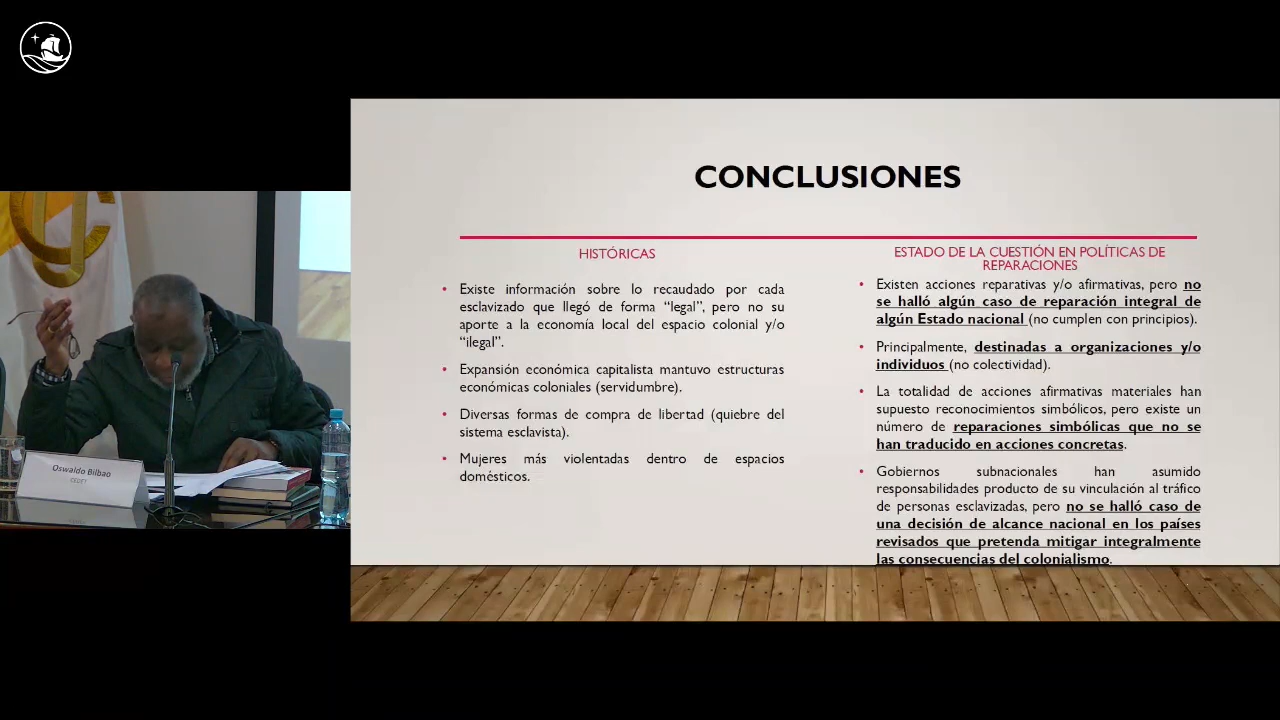 CONCLUSIONES
HISTÓRICAS
• Existe información sobre lo recaudado por cada
esclavizado que llegó de forma “legal”, pero no su
aporte a la economía local del espacio colonial y/o
“ilegal”.
• Expansión económica capitalista mantuvo estructuras
económicas coloniales (servidumbre).
• Diversas formas de compra de libertad (quiebre del
sistema esclavista).
• Mujeres más violentadas dentro de espacios
domésticos.
ESTADO DE LA CUESTIÓN EN POLÍTICAS DE
REPARACIONES
• Existen acciones reparativas y/o afirmativas, pero no
se halló algún caso de reparación integral de
algún Estado nacional (no cumplen con principios).
• Principalmente, destinadas a organizaciones y/o
individuos (no colectividad).
• La totalidad de acciones afirmativas materiales han
supuesto reconocimientos simbólicos, pero existe un
número de reparaciones simbólicas que no se
han traducido en acciones concretas.
• Gobiernos subnacionales han asumido
responsabilidades producto de su vinculación al tráfico
de personas esclavizadas, pero no se halló caso de
una decisión de alcance nacional en los países
revisados que pretenda mitigar integralmente
las consecuencias del colonialismo.
Oswaldo Bilbao
CEDET